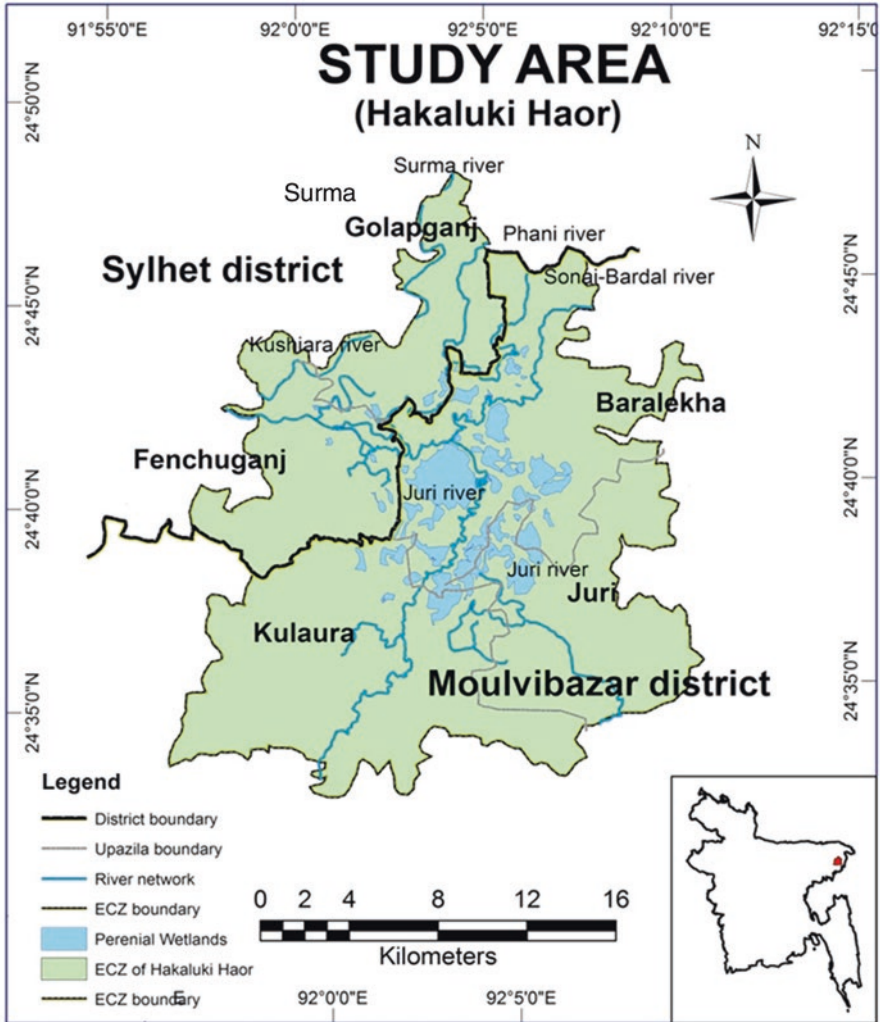 91°55'0"E 92°0'0"E 92°5'0"E 92°10'0"E 92°15'0
STUDY AREA
(Hakaluki Haor)
24°50'0"N
N
Surma river
Surma
Golapganj
Phani river
Sylhet district
Sonai-Bardal river
24°45'0"N
24°45'0"N
Kushiara river
Baralekha
Fenchuganj
24°40'0"N
Juri river
24°40'0"N
Juri river
Juri
Kulaura
Moulvibazar district
24°35'0"N
24°35'0"N
Legend
District boundary
Upazila boundary
River network
ECZ boundary
Perenial Wetlands
ECZ of Hakaluki Haor
ECZ boundary
0 2 4 8 12 16
Kilometers
E 92°0'0"E 92°5'0"E